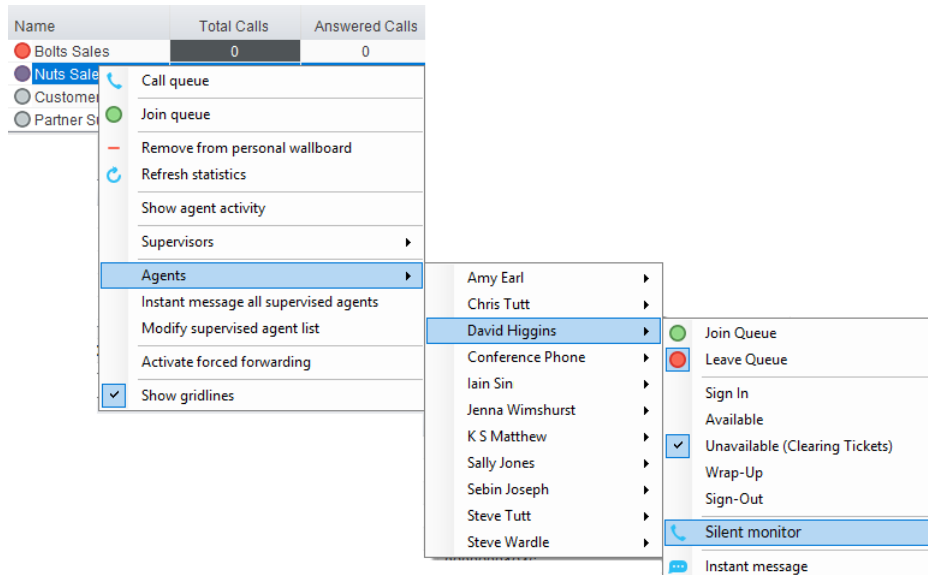 Name Total Calls Answered Calls
Bolts Sales 0 0
Nuts Sale
Customer
Partner S
Call queue
Join queue
Remove from personal wallboard
Refresh statistics
Show agent activity
Supervisors
Agents
Instant message all supervised agents
Modify supervised agent list
Activate forced forwarding
Show gridlines
Amy Earl
Chris Tutt
David Higgins
Conference Phone
Iain Sin
Jenna Wimshurst
K S Matthew
Sally Jones
Sebin Joseph
Steve Tutt
Steve Wardle
Join Queue
Leave Queue
Sign In
Available
Unavailable (Clearing Tickets)
Wrap-Up
Sign-Out
Silent monitor
Instant message